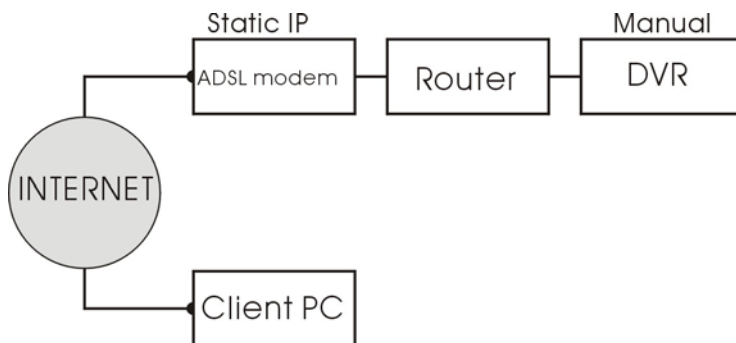 Static IP
Manual
ADSL modem
Router
DVR
INTERNET
Client PC